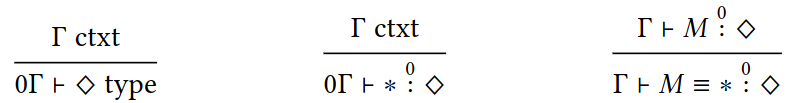 Γ ctxt
0Γ ⊢ ◇ type
Γ ctxt
0Γ ⊢ ∗ :⁰ ◇
Γ ⊢ M :⁰ ◇
Γ ⊢ M ≡ ∗ :⁰ ◇